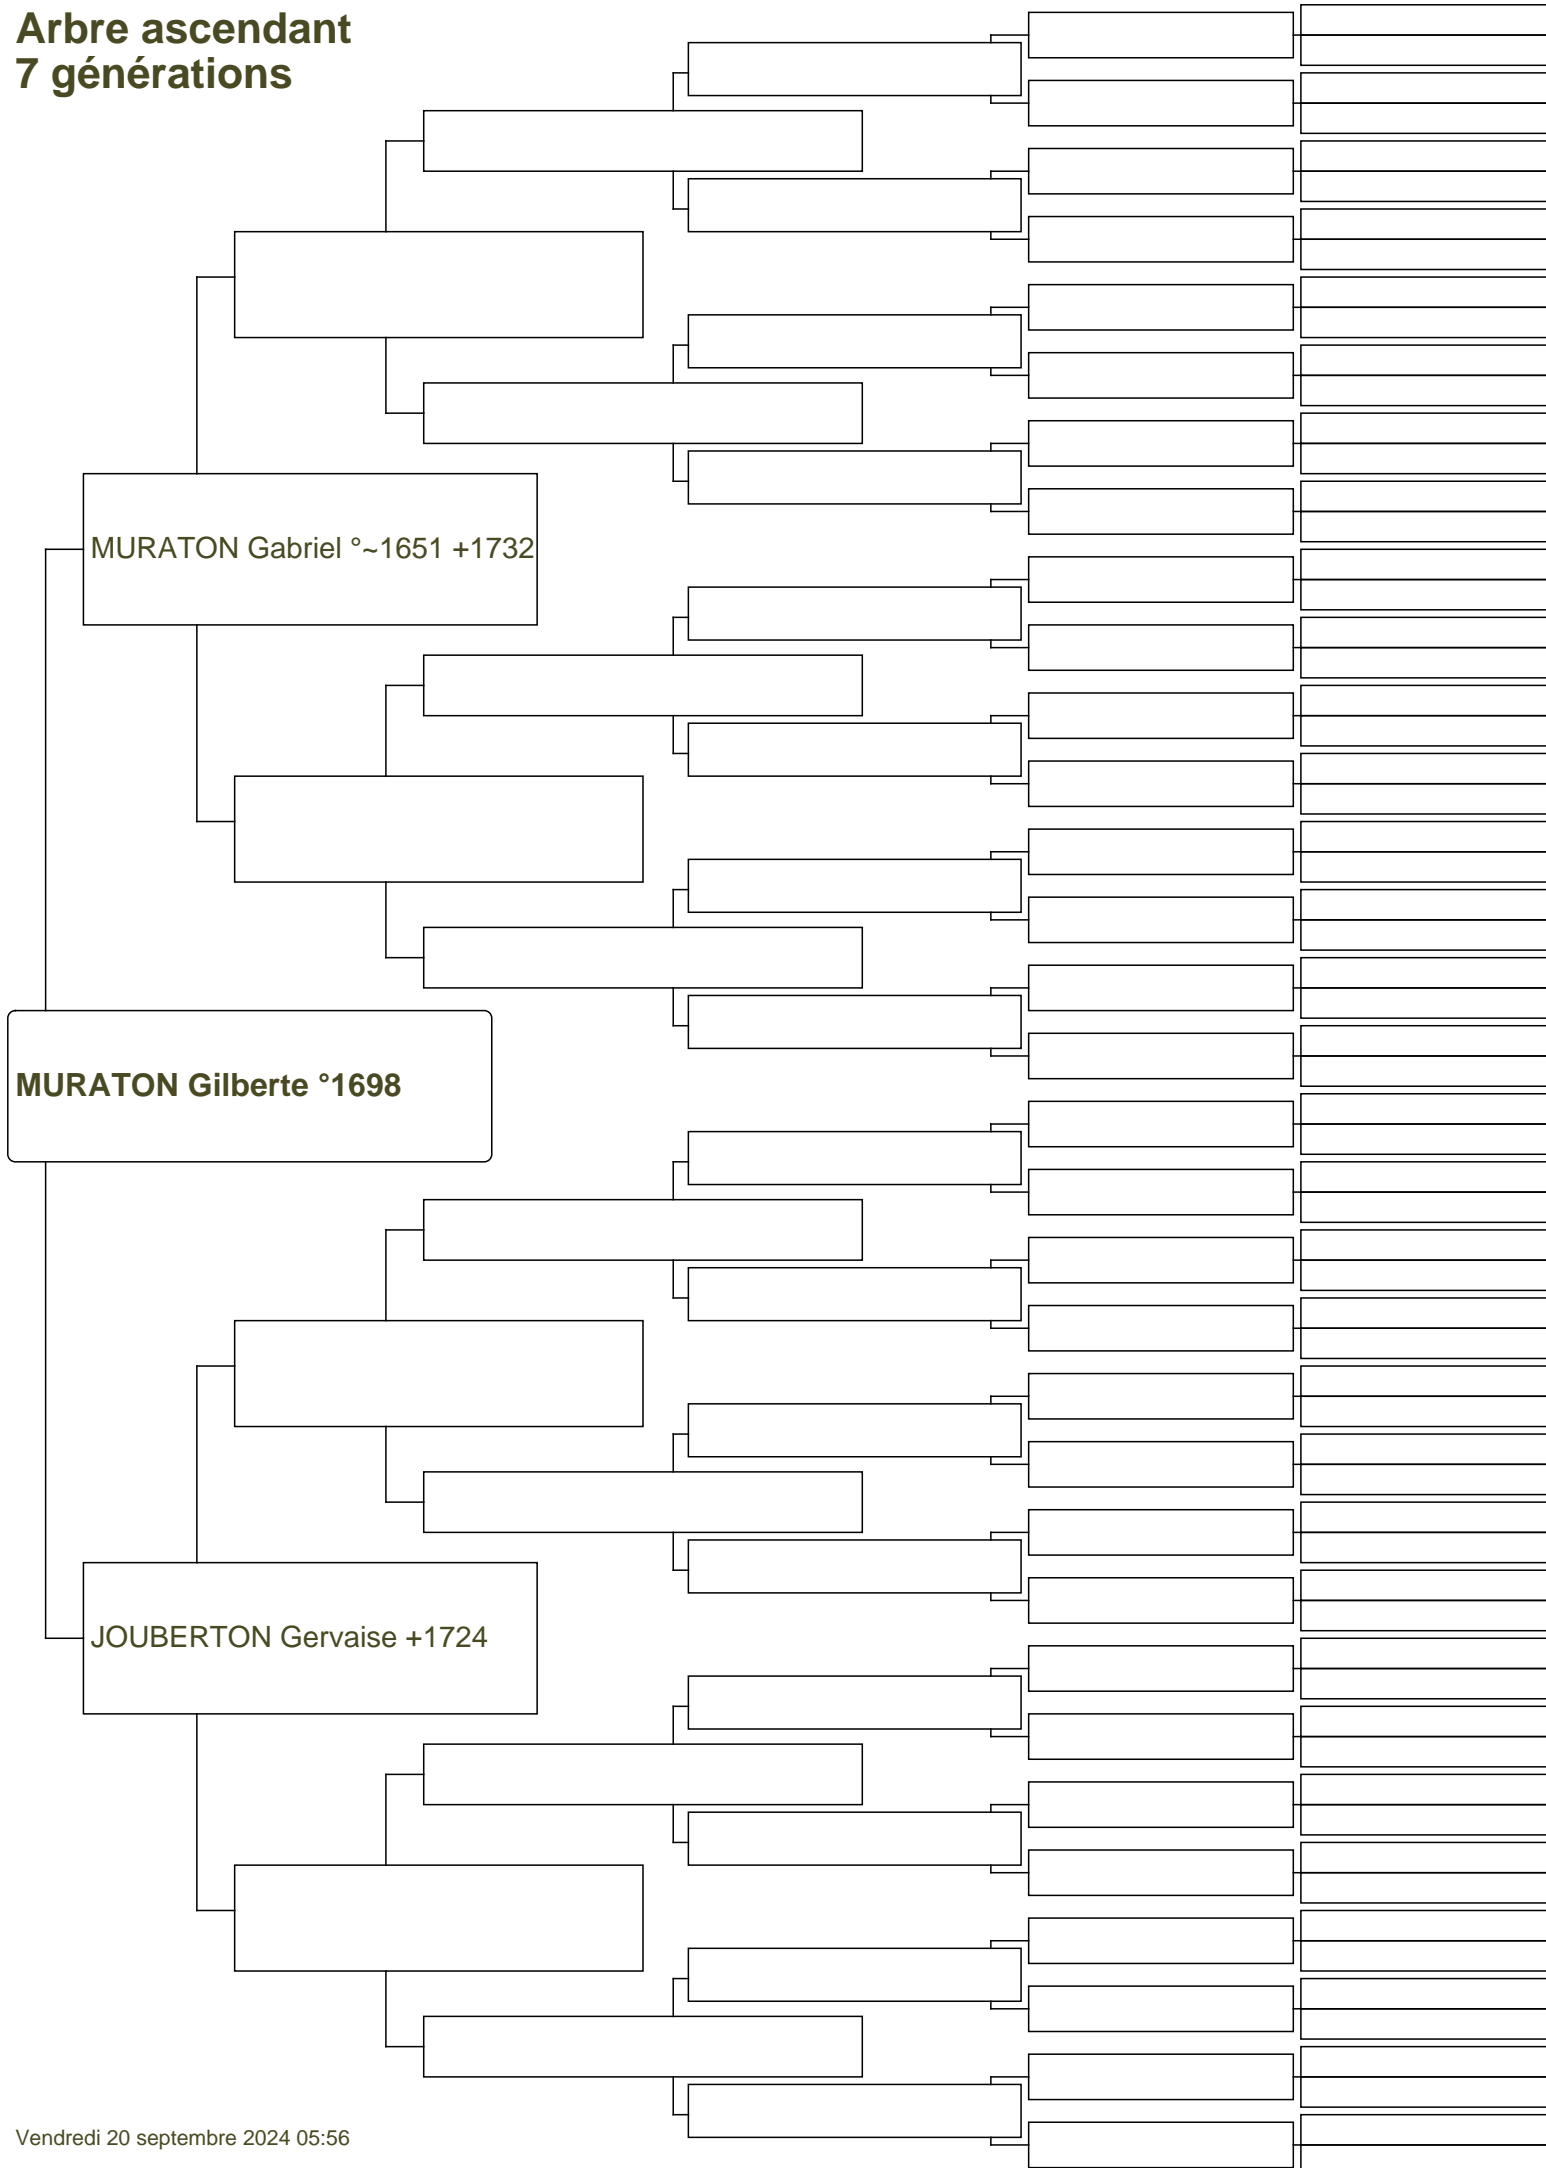 Arbre ascendant
7 générations
MURATON Gabriel °~1651 +1732
MURATON Gilberte °1698
JOUBERTON Gervaise +1724
Vendredi 20 septembre 2024 05:56